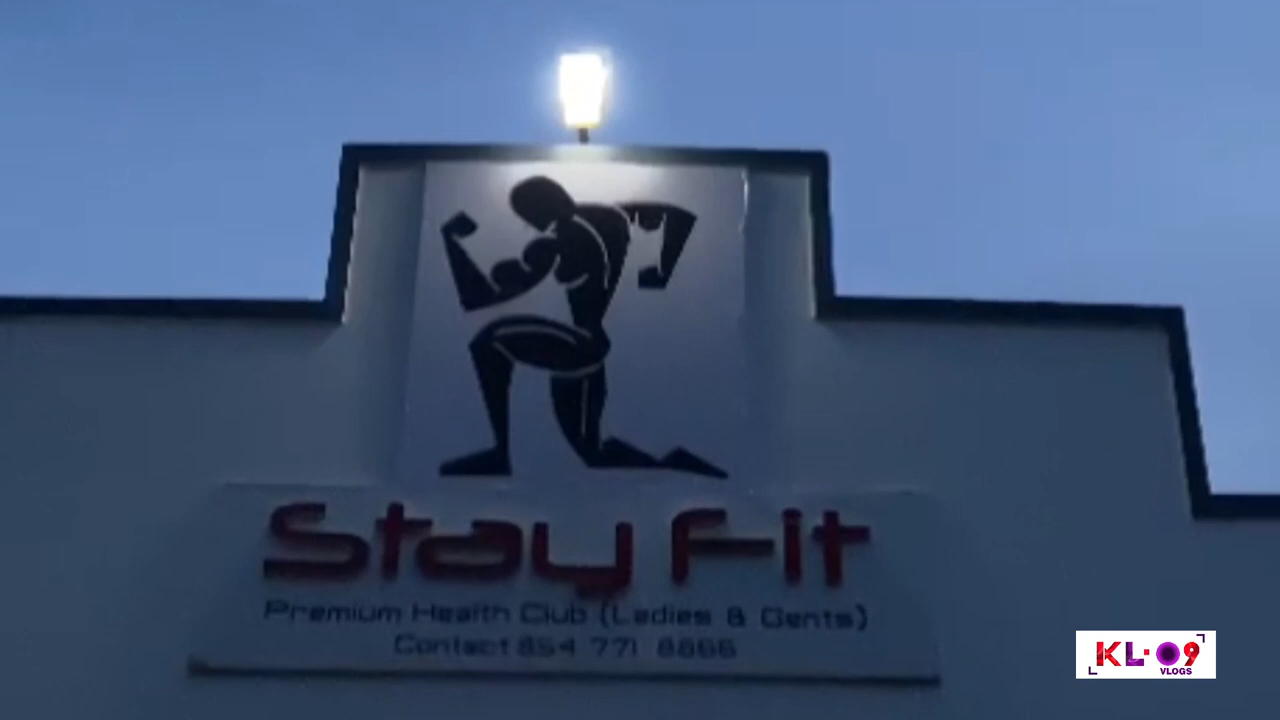 Stay Fit
Premium Health Club (Ladies & Gents)
Contact 854 771 8866
KL-09
VLOGS